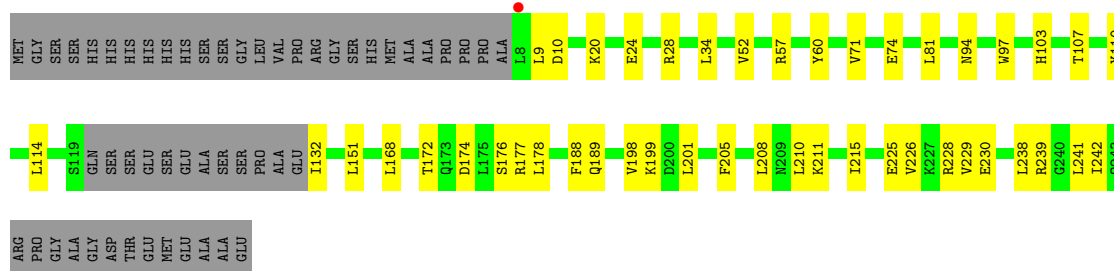 MET GLY SER SER HIS HIS HIS HIS HIS HIS SER SER GLY LEU VAL PRO ARG GLY SER HIS MET ALA ALA PRO PRO PRO ALA L8 L9 D10 K20 E24 R28 L34 V52 R57 Y60 V71 E74 L81 N94 W97 H103 T107
L114 S119 GLN SER SER GLU SER GLU ALA SER SER PRO ALA GLU I132 L151 L168 T172 Q173 D174 L175 S176 R177 L178 F188 Q189 V198 K199 D200 L201 F205 L208 N209 L210 K211 I215 E225 V226 K227 R228 V229 E230 L238 R239 G240 L241 I242
ARG PRO GLY ALA GLY ASP THR GLU MET GLU ALA ALA GLU